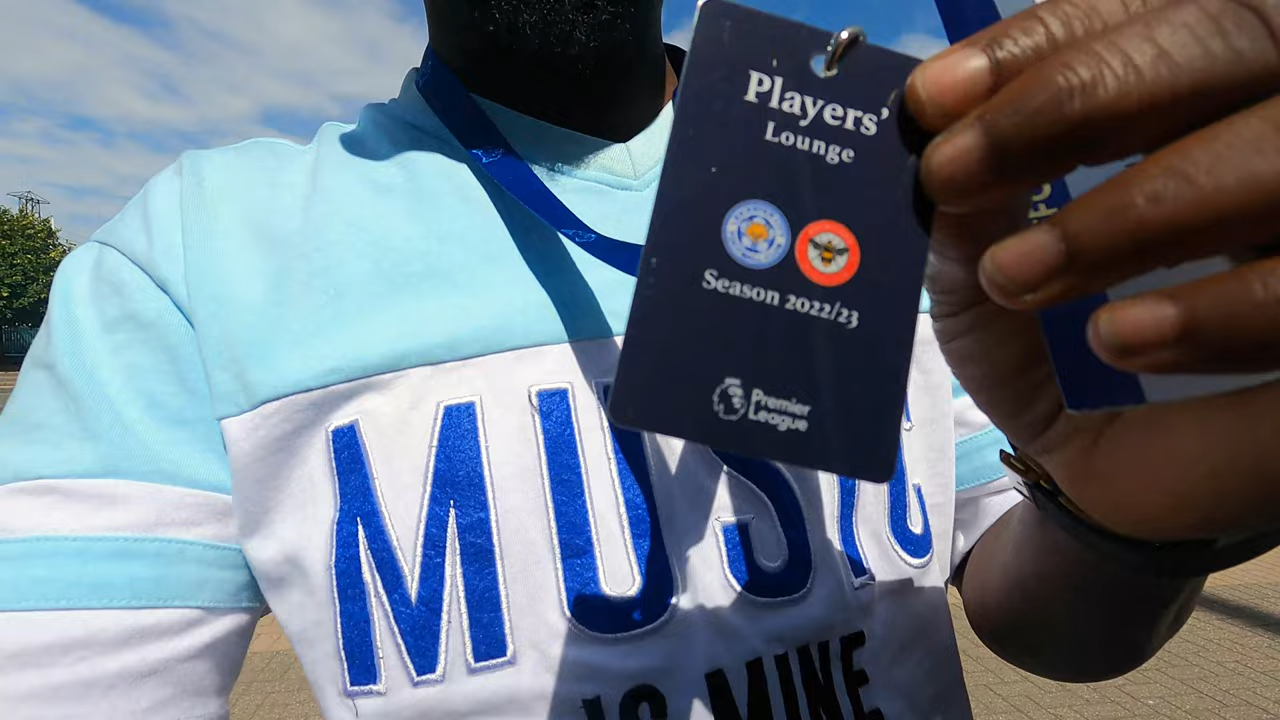 Players'
Lounge
Season 2022/23
Premier
League
MUSIC
IS MINE